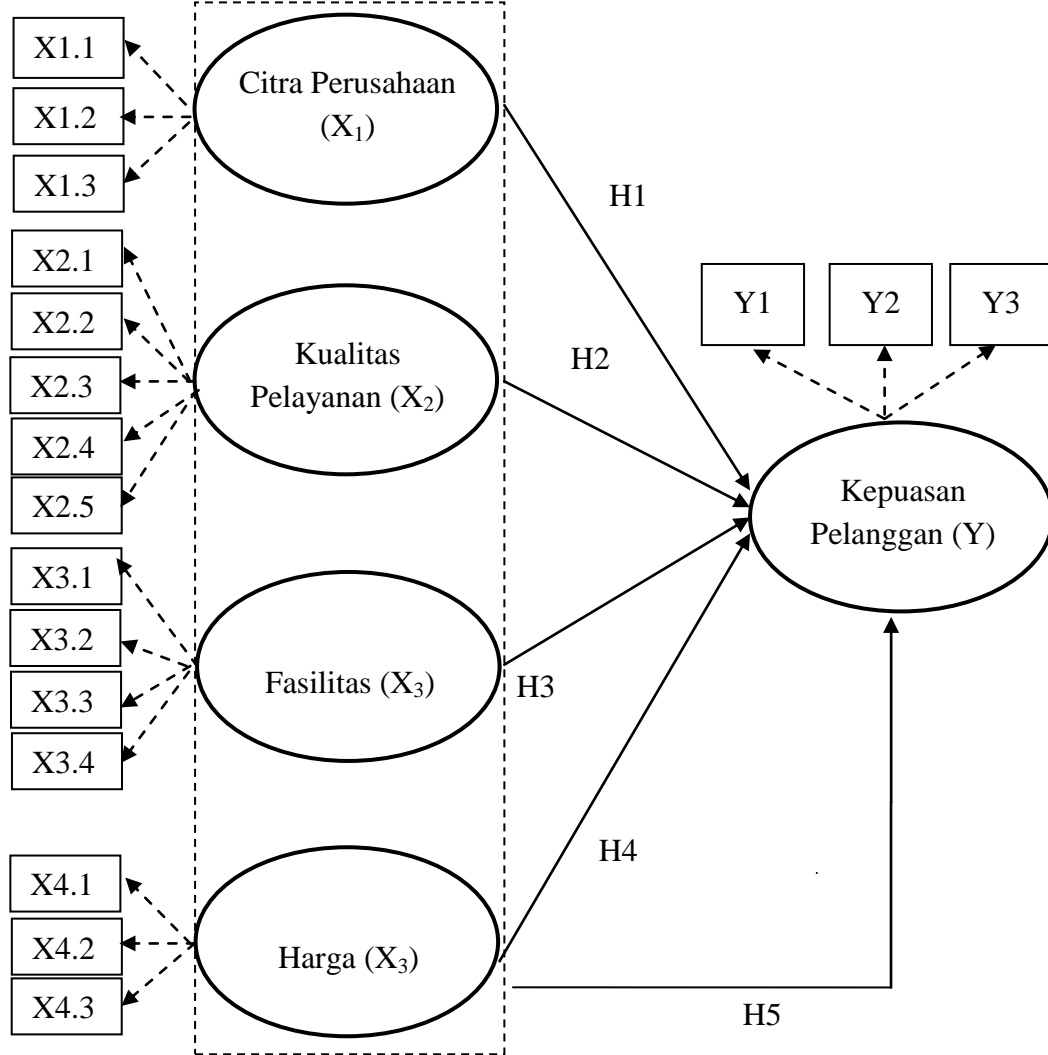 X1.1
X1.2
X1.3
Citra Perusahaan
(X₁)
H1
X2.1
X2.2
X2.3
X2.4
X2.5
Kualitas
Pelayanan (X₂)
H2
Y1
Y2
Y3
Kepuasan
Pelanggan (Y)
X3.1
X3.2
X3.3
X3.4
Fasilitas (X₃)
H3
X4.1
X4.2
X4.3
Harga (X₃)
H4
H5